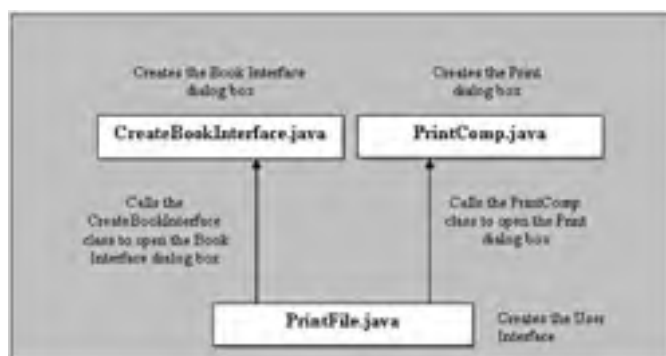 Creates the Book Interface
dialog box
Creates the Print
dialog box
CreateBookInterface.java
PrintComp.java
Calls the
CreateBookInterface
class to open the Book
Interface dialog box
Calls the PrintComp
class to open the Print
dialog box
PrintFile.java
Creates the User
Interface